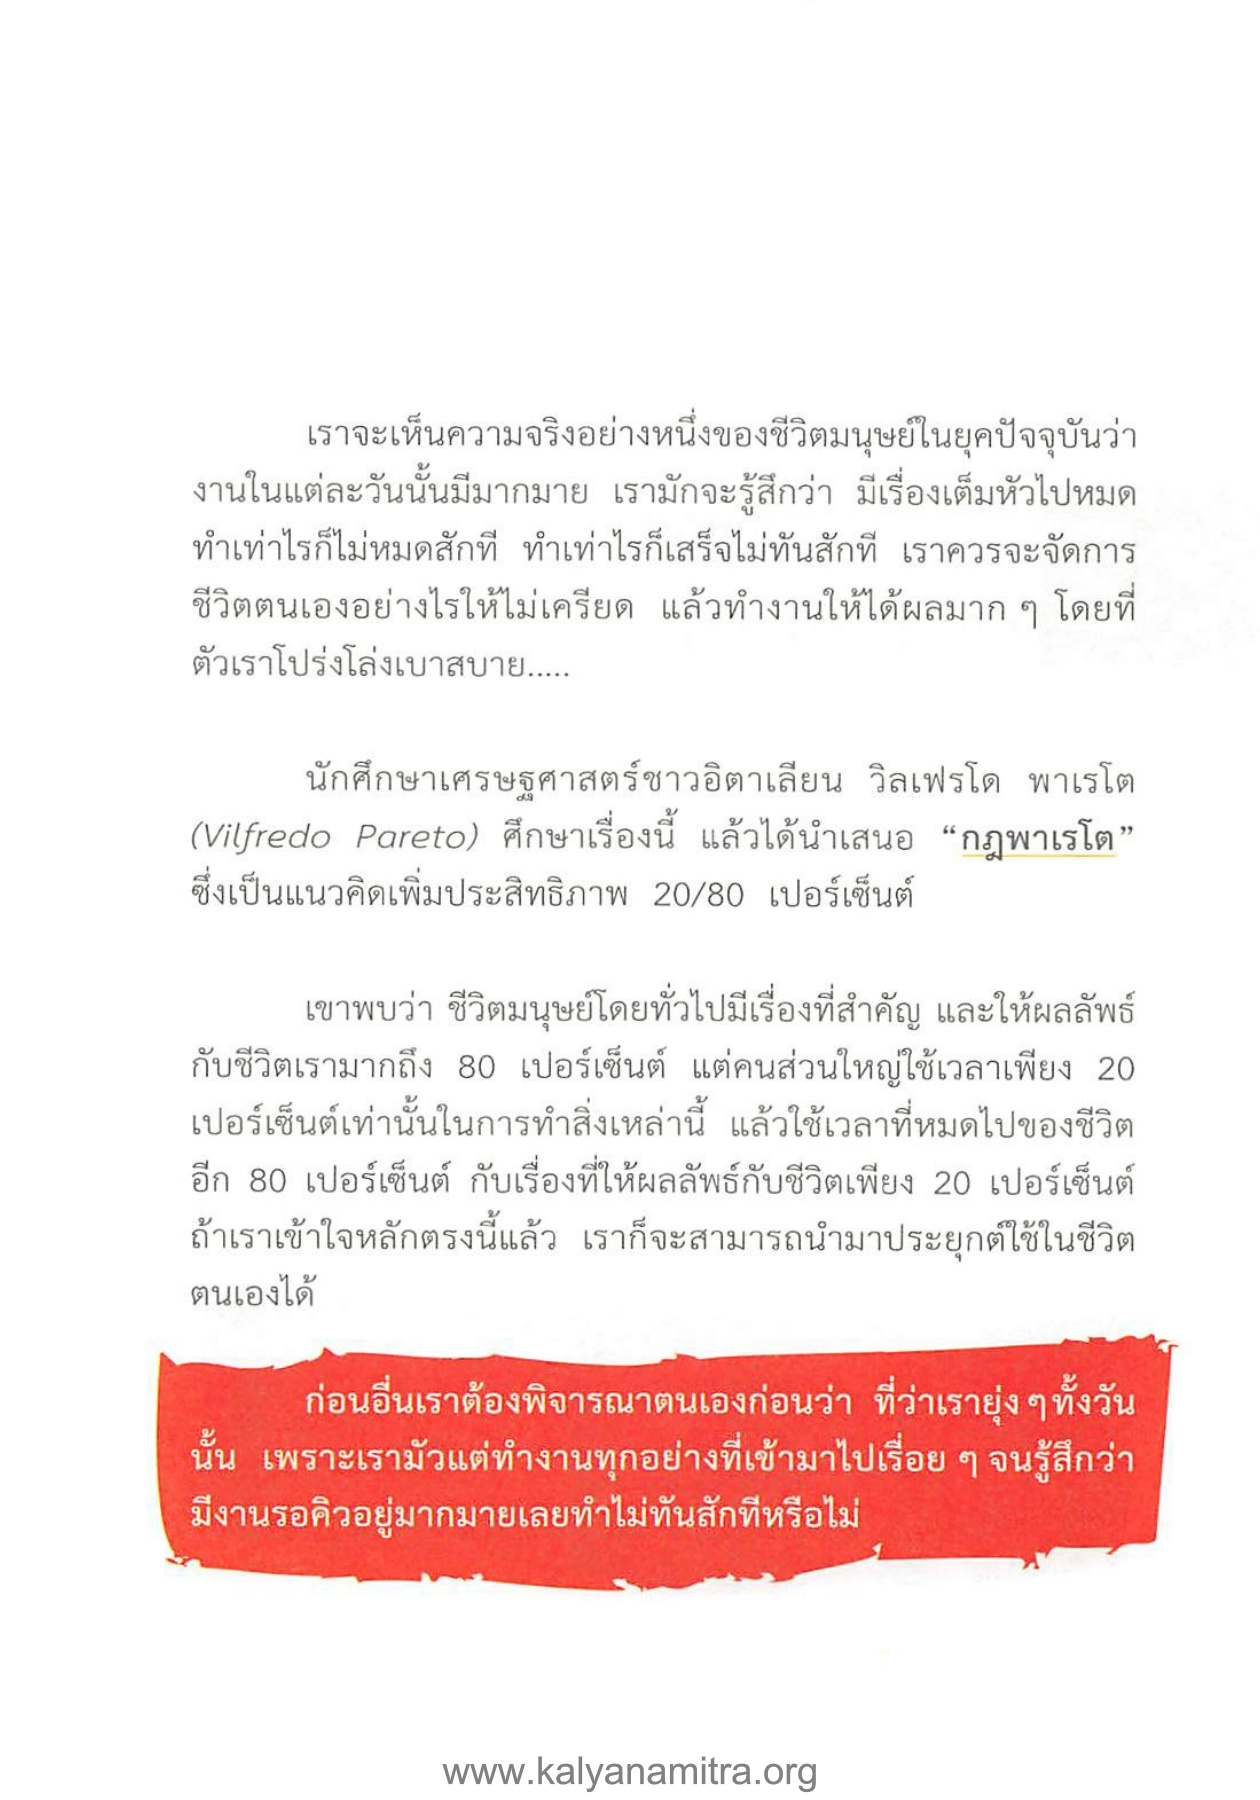 เราจะเห็นความจริงอย่างหนึ่งของชีวิตมนุษย์ในยุคปัจจุบันว่า
งานในแต่ละวันนั้นมีมากมาย เรามักจะรู้สึกว่า มีเรื่องเต็มหัวไปหมด
ทำเท่าไรก็ไม่หมดสักที ทำเท่าไรก็เสร็จไม่ทันสักที เราควรจะจัดการ
ชีวิตตนเองอย่างไรให้ไม่เครียด แล้วทำงานให้ได้ผลมาก ๆ โดยที่
ตัวเราโปร่งโล่งเบาสบาย.....
นักศึกษาเศรษฐศาสตร์ชาวอิตาเลียน วิลเฟรโด พาเรโต
(Vilfredo Pareto) ศึกษาเรื่องนี้ แล้วได้นำเสนอ “กฎพาเรโต”
ซึ่งเป็นแนวคิดเพิ่มประสิทธิภาพ 20/80 เปอร์เซ็นต์
เขาพบว่า ชีวิตมนุษย์โดยทั่วไปมีเรื่องที่สำคัญ และให้ผลลัพธ์
กับชีวิตเรามากถึง 80 เปอร์เซ็นต์ แต่คนส่วนใหญ่ใช้เวลาเพียง 20
เปอร์เซ็นต์เท่านั้นในการทำสิ่งเหล่านี้ แล้วใช้เวลาที่หมดไปของชีวิต
อีก 80 เปอร์เซ็นต์ กับเรื่องที่ให้ผลลัพธ์กับชีวิตเพียง 20 เปอร์เซ็นต์
ถ้าเราเข้าใจหลักตรงนี้แล้ว เราก็จะสามารถนำมาประยุกต์ใช้ในชีวิต
ตนเองได้
ก่อนอื่นเราต้องพิจารณาตนเองก่อนว่า ที่ว่าเรายุ่ง ๆ ทั้งวัน
นั้น เพราะเรามัวแต่ทำงานทุกอย่างที่เข้ามาไปเรื่อย ๆ จนรู้สึกว่า
มีงานรอคิวอยู่มากมายเลยทำไม่ทันสักทีหรือไม่
www.kalyanamitra.org